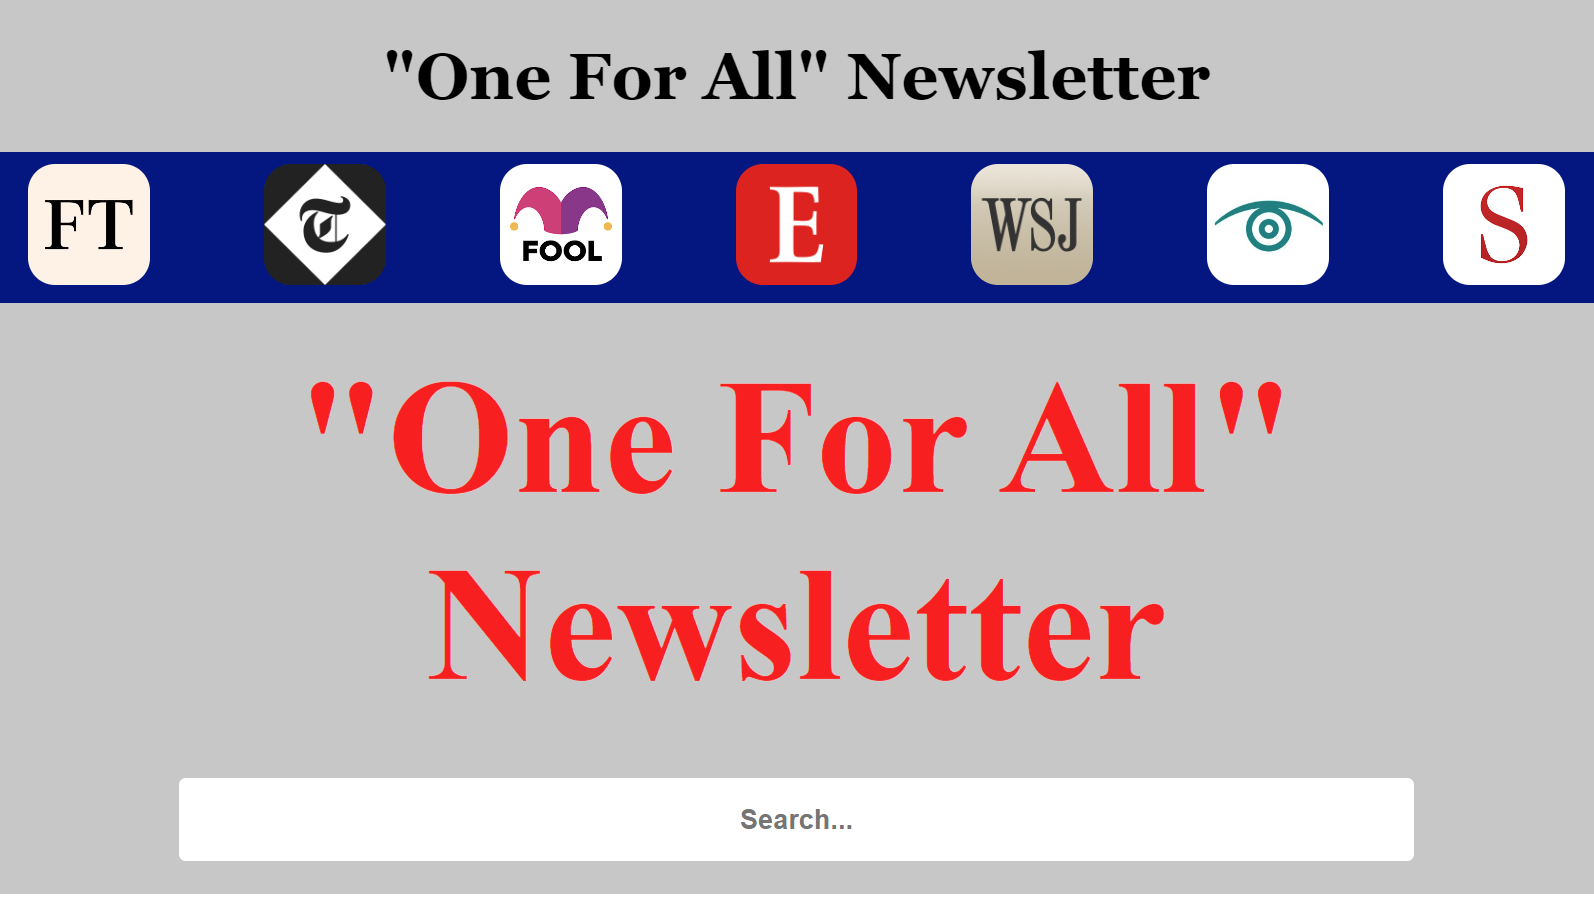 "One For All" Newsletter
FT
T
FOOL
E
WSJ
S
"One For All"
Newsletter
Search...